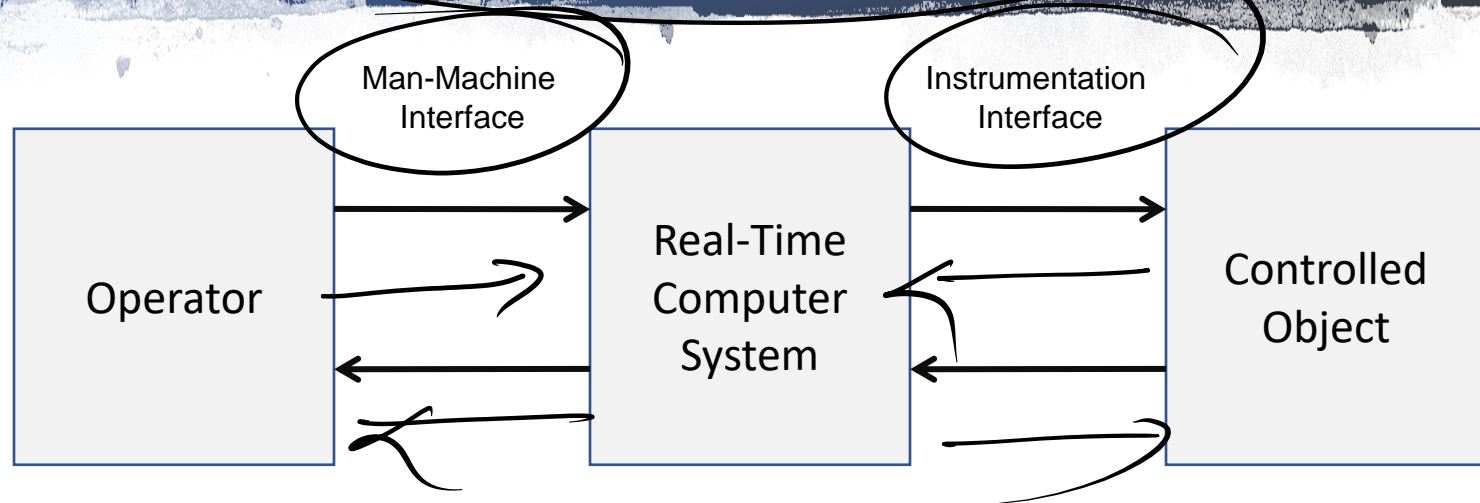 Man-Machine
Interface
Instrumentation
Interface
Operator
Real-Time
Computer
System
Controlled
Object